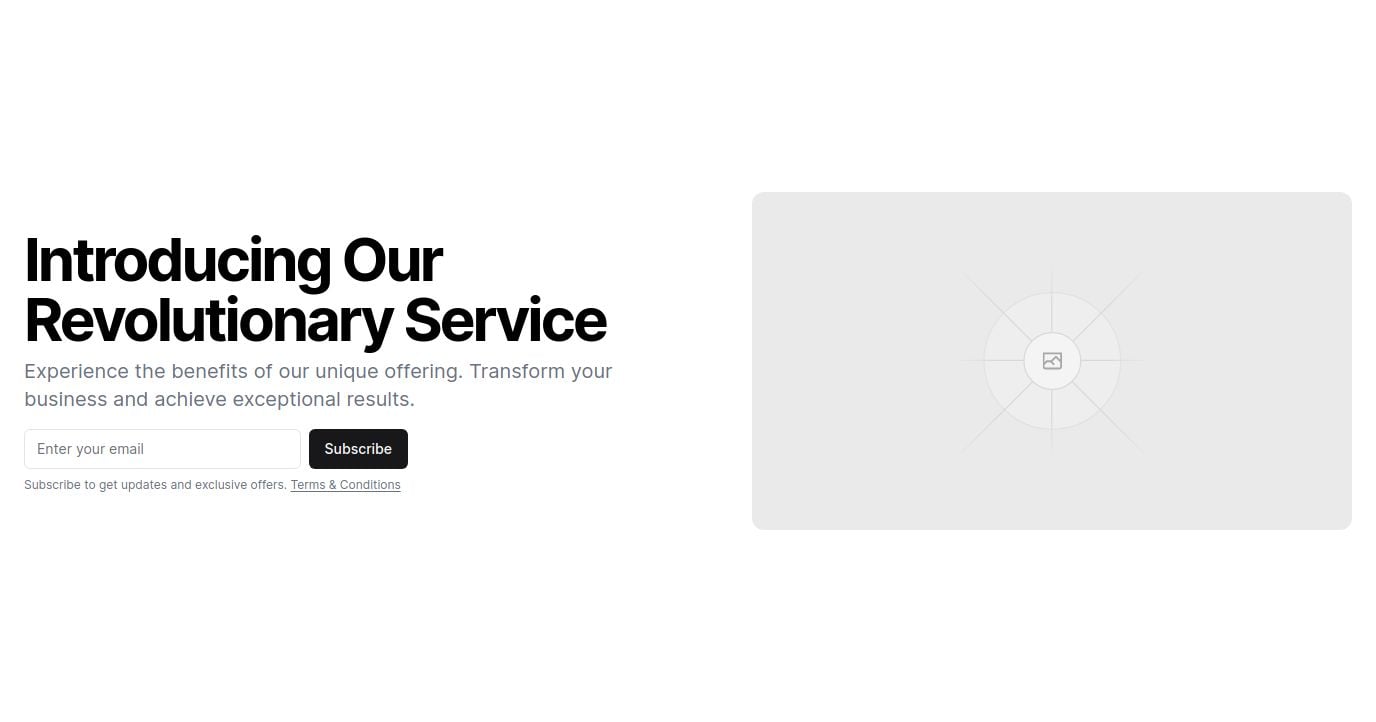 Introducing Our
Revolutionary Service
Experience the benefits of our unique offering. Transform your
business and achieve exceptional results.
Enter your email
Subscribe
Subscribe to get updates and exclusive offers. Terms & Conditions